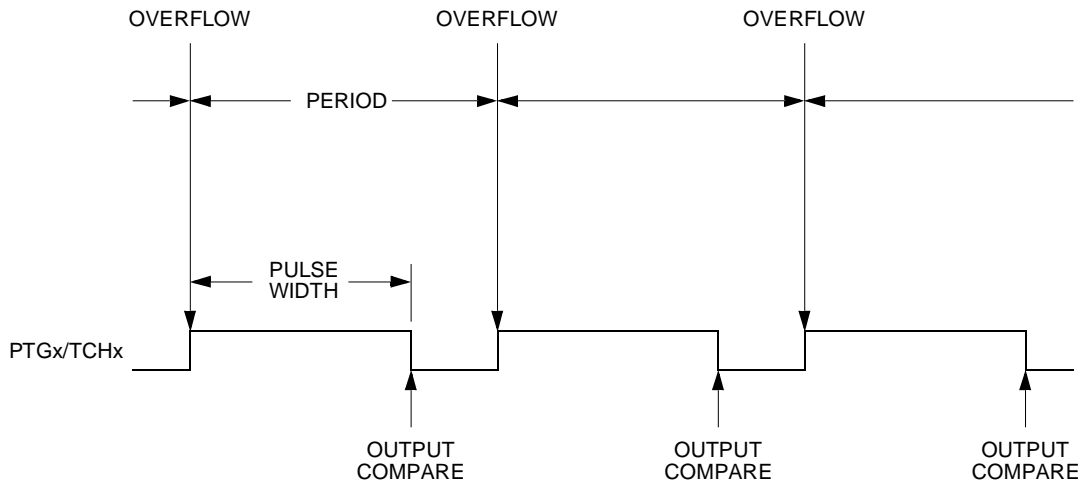 OVERFLOW
OVERFLOW
OVERFLOW
PERIOD
PULSE
WIDTH
PTGx/TCHx
OUTPUT
COMPARE
OUTPUT
COMPARE
OUTPUT
COMPARE